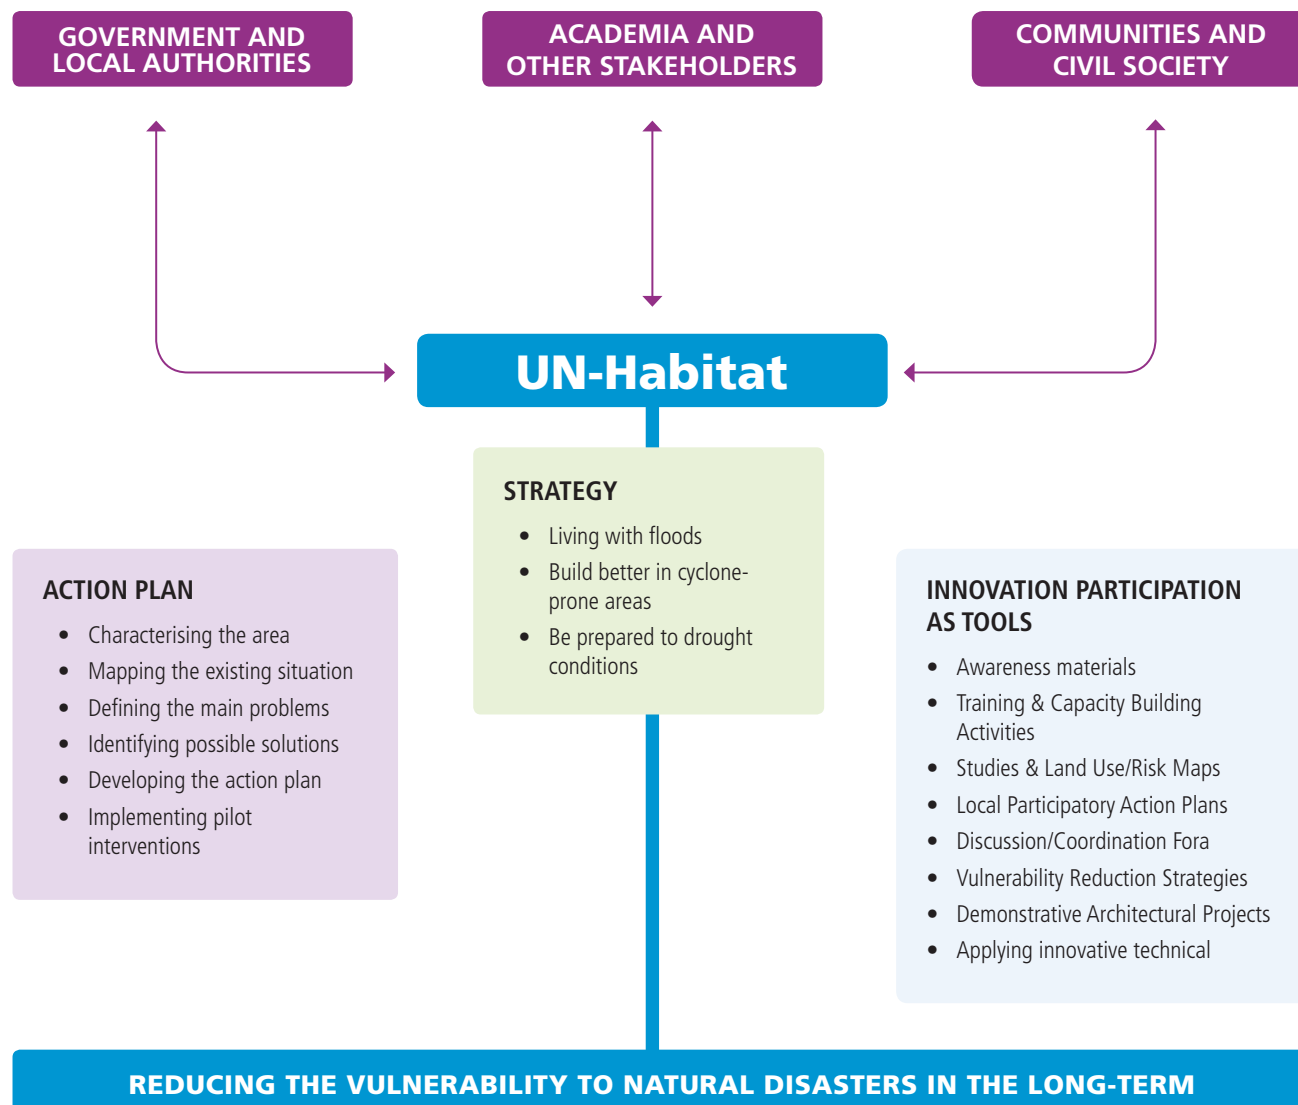 GOVERNMENT AND
LOCAL AUTHORITIES
ACADEMIA AND
OTHER STAKEHOLDERS
COMMUNITIES AND
CIVIL SOCIETY
UN-Habitat
STRATEGY
• Living with floods
• Build better in cyclone-
prone areas
• Be prepared to drought
conditions
ACTION PLAN
• Characterising the area
• Mapping the existing situation
• Defining the main problems
• Identifying possible solutions
• Developing the action plan
• Implementing pilot
interventions
INNOVATION PARTICIPATION
AS TOOLS
• Awareness materials
• Training & Capacity Building
Activities
• Studies & Land Use/Risk Maps
• Local Participatory Action Plans
• Discussion/Coordination Fora
• Vulnerability Reduction Strategies
• Demonstrative Architectural Projects
• Applying innovative technical
REDUCING THE VULNERABILITY TO NATURAL DISASTERS IN THE LONG-TERM